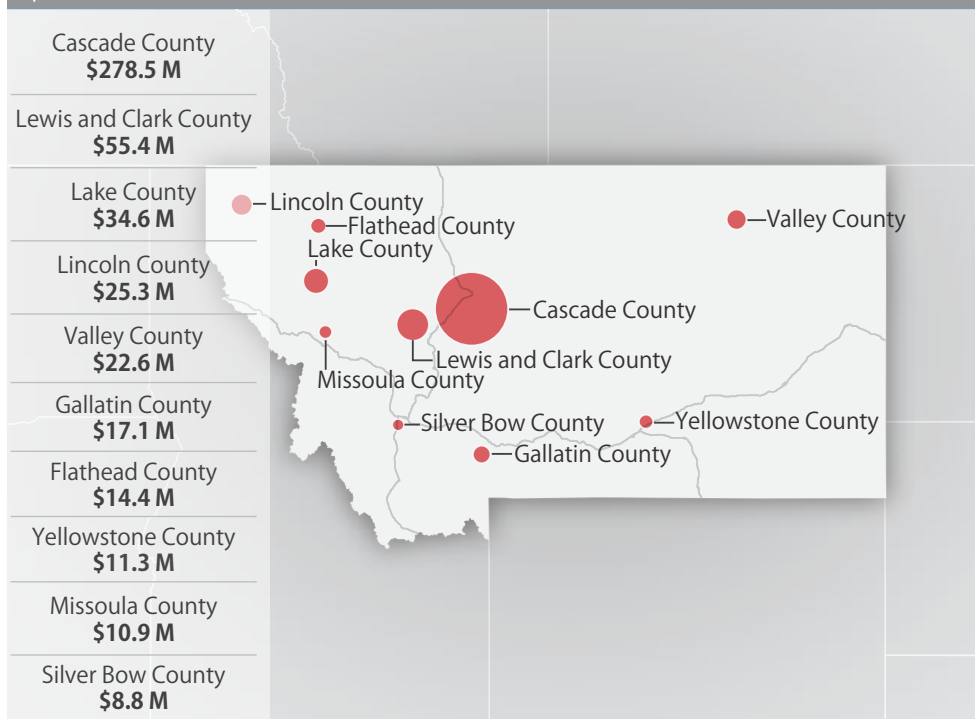 Cascade County
$278.5 M
Lewis and Clark County
$55.4 M
Lake County
$34.6 M
Lincoln County
$25.3 M
Valley County
$22.6 M
Gallatin County
$17.1 M
Flathead County
$14.4 M
Yellowstone County
$11.3 M
Missoula County
$10.9 M
Silver Bow County
$8.8 M
Lincoln County
Flathead County
Lake County
Valley County
Cascade County
Lewis and Clark County
Missoula County
Silver Bow County
Yellowstone County
Gallatin County